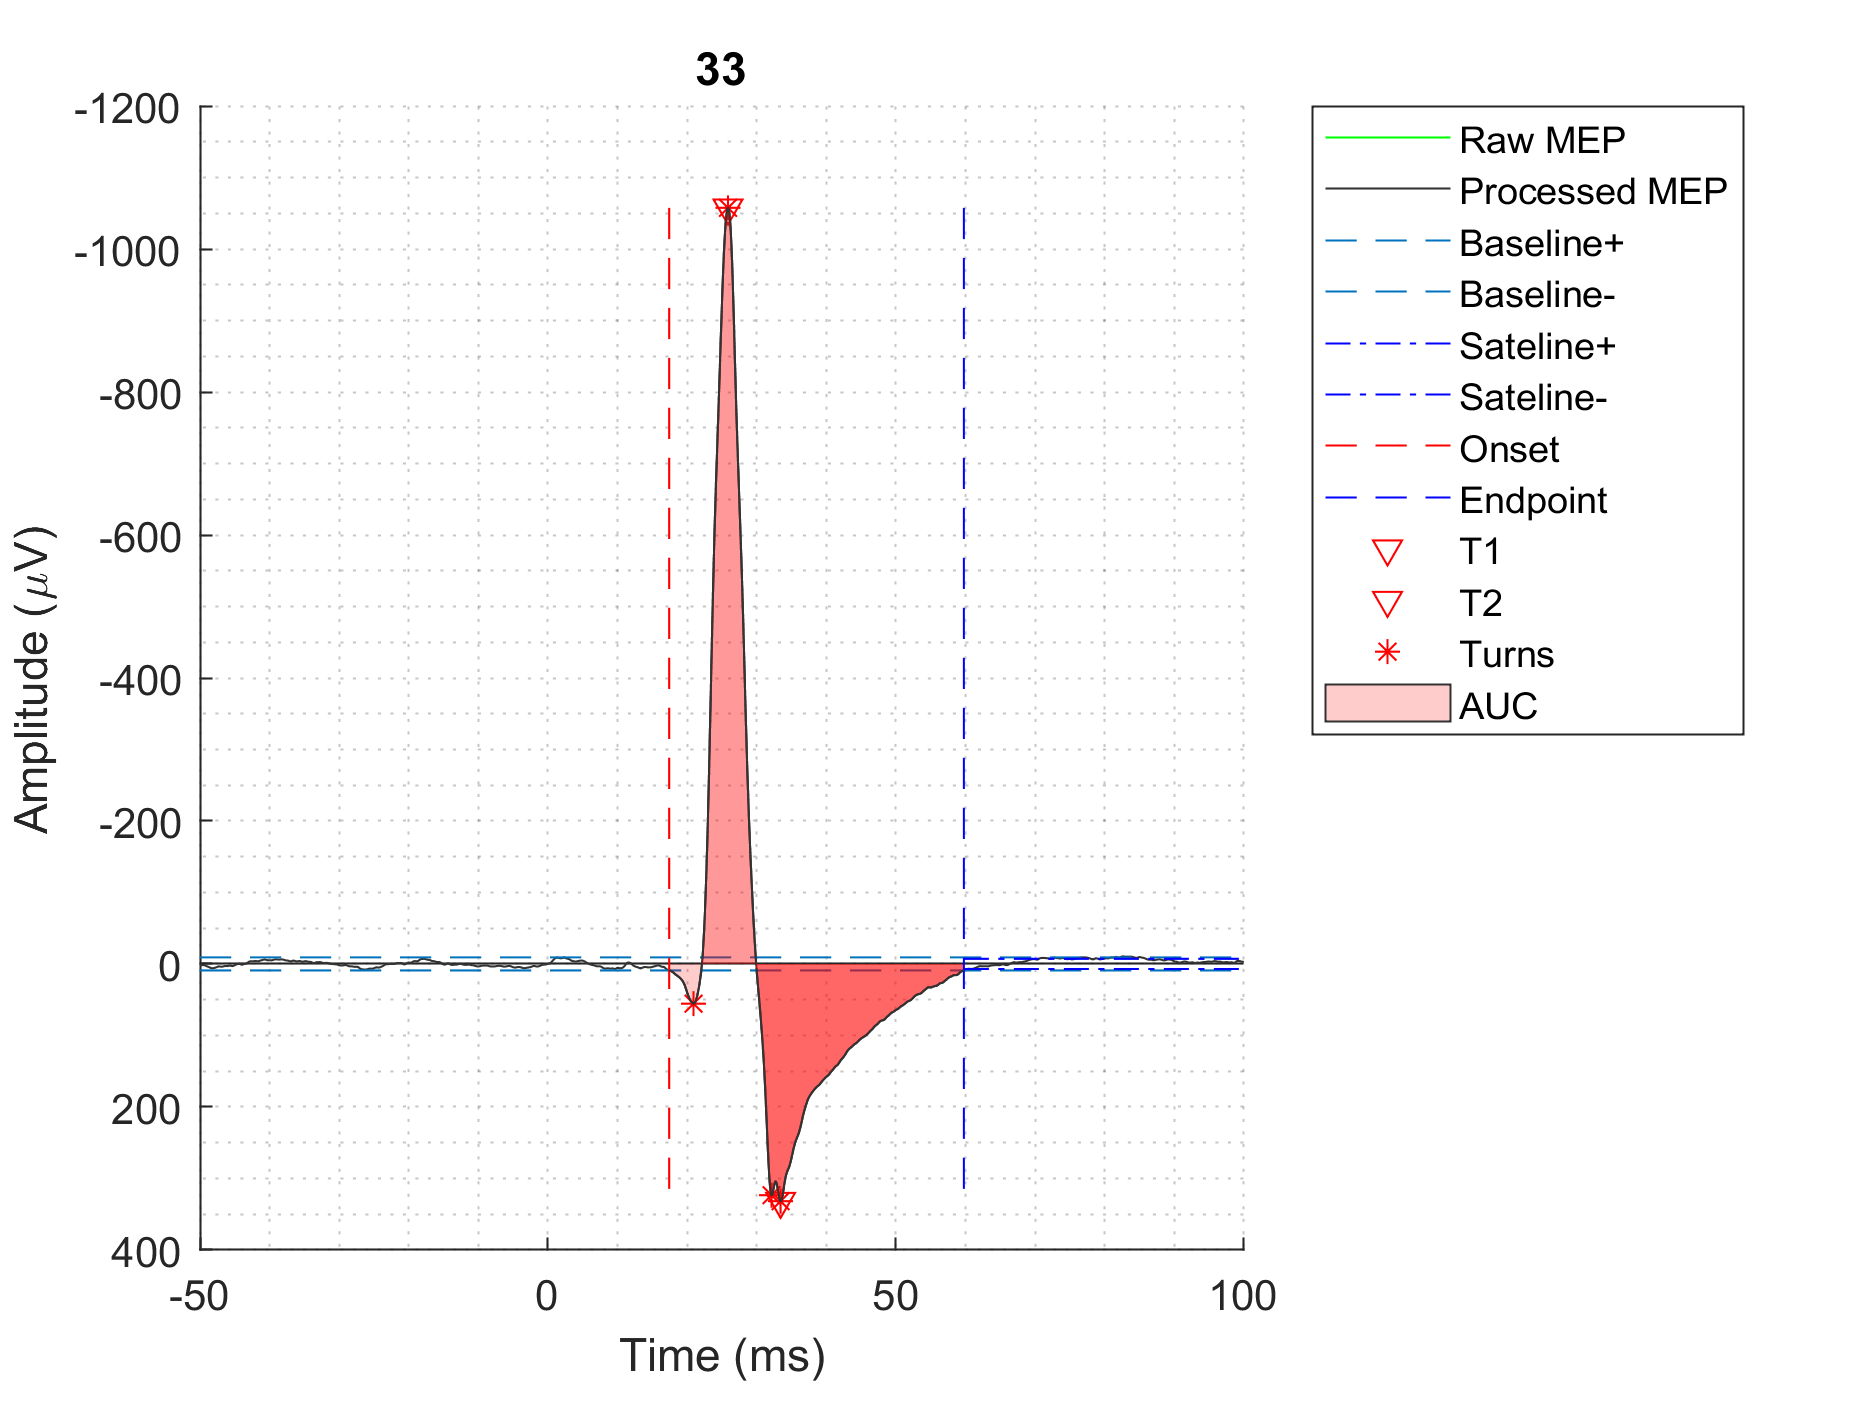 33
-1200
-1000
-800
-600
-400
-200
0
200
400
-50
0
50
100
Time (ms)
Amplitude (μV)
Raw MEP
Processed MEP
Baseline+
Baseline-
Sateline+
Sateline-
Onset
Endpoint
T1
T2
Turns
AUC